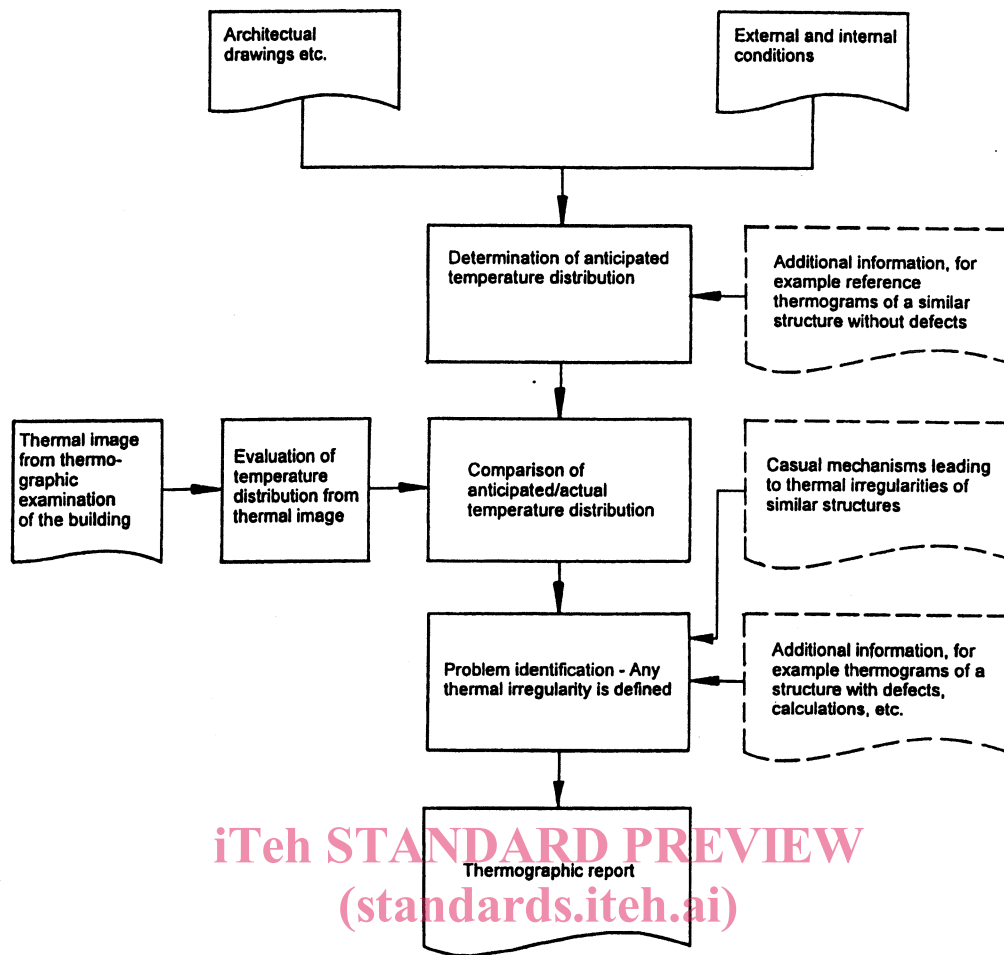 Architectual
drawings etc.
External and internal
conditions
Determination of anticipated
temperature distribution
Additional information, for
example reference
thermograms of a similar
structure without defects
Thermal image
from thermo-
graphic
examination
of the building
Evaluation of
temperature
distribution from
thermal image
Comparison of
anticipated/actual
temperature distribution
Casual mechanisms leading
to thermal irregularities of
similar structures
Problem identification - Any
thermal irregularity is defined
Additional information, for
example thermograms of a
structure with defects,
calculations, etc.
iTeh STANDARD PREVIEW
Thermographic report
(standards.iteh.ai)